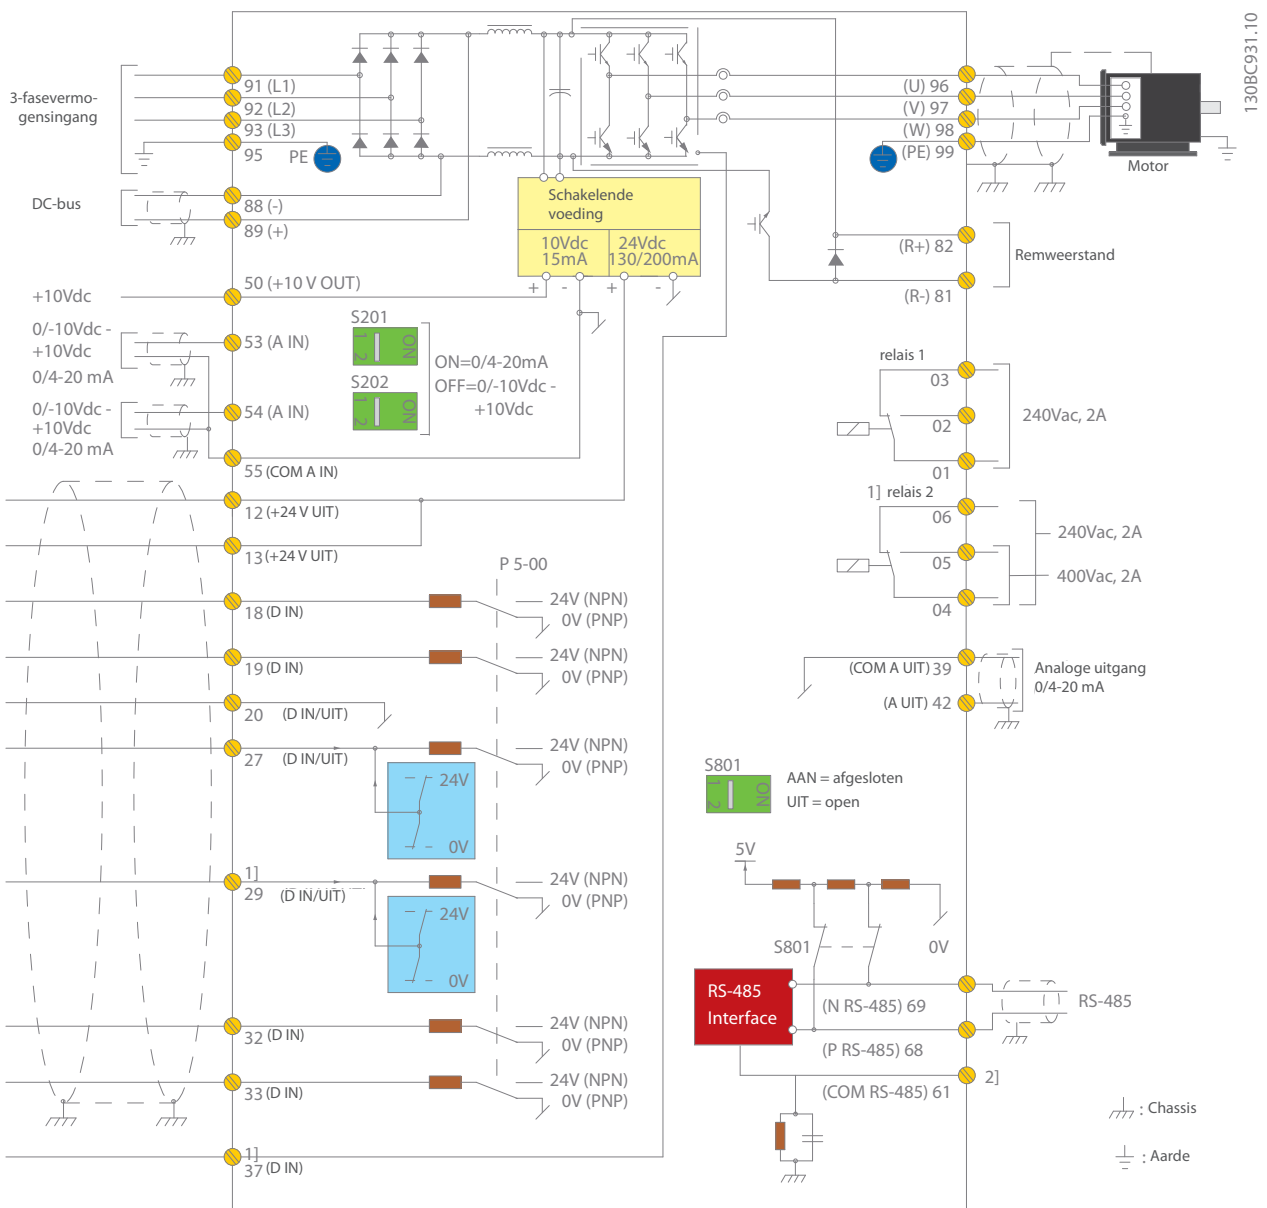 130BC931.10
3-fasevermo-
gensingang
91 (L1)
92 (L2)
93 (L3)
95
PE
DC-bus
88 (-)
89 (+)
+10Vdc
50 (+10 V OUT)
0/-10Vdc -
+10Vdc
0/4-20 mA
53 (A IN)
0/-10Vdc -
+10Vdc
0/4-20 mA
54 (A IN)
55 (COM A IN)
12 (+24 V UIT)
13 (+24 V UIT)
18 (D IN)
19 (D IN)
20 (D IN/UIT)
27 (D IN/UIT)
1]
29 (D IN/UIT)
32 (D IN)
33 (D IN)
1]
37 (D IN)
Schakelende
voeding
10Vdc
15mA
24Vdc
130/200mA
+ - + -
S201
1 2 ON
S202
1 2 ON
ON=0/4-20mA
OFF=0/-10Vdc -
+10Vdc
P 5-00
24V (NPN)
0V (PNP)
24V (NPN)
0V (PNP)
24V (NPN)
0V (PNP)
24V
0V
24V (NPN)
0V (PNP)
24V
0V
24V (NPN)
0V (PNP)
24V (NPN)
0V (PNP)
(U) 96
(V) 97
(W) 98
(PE) 99
Motor
(R+) 82
(R-) 81
Remweerstand
relais 1
03
02
01
240Vac, 2A
1] relais 2
06
05
04
240Vac, 2A
400Vac, 2A
(COM A UIT) 39
(A UIT) 42
Analoge uitgang
0/4-20 mA
S801
1 2 ON
AAN = afgesloten
UIT = open
5V
S801
0V
RS-485
Interface
(N RS-485) 69
(P RS-485) 68
(COM RS-485) 61
RS-485
2]
: Chassis
: Aarde